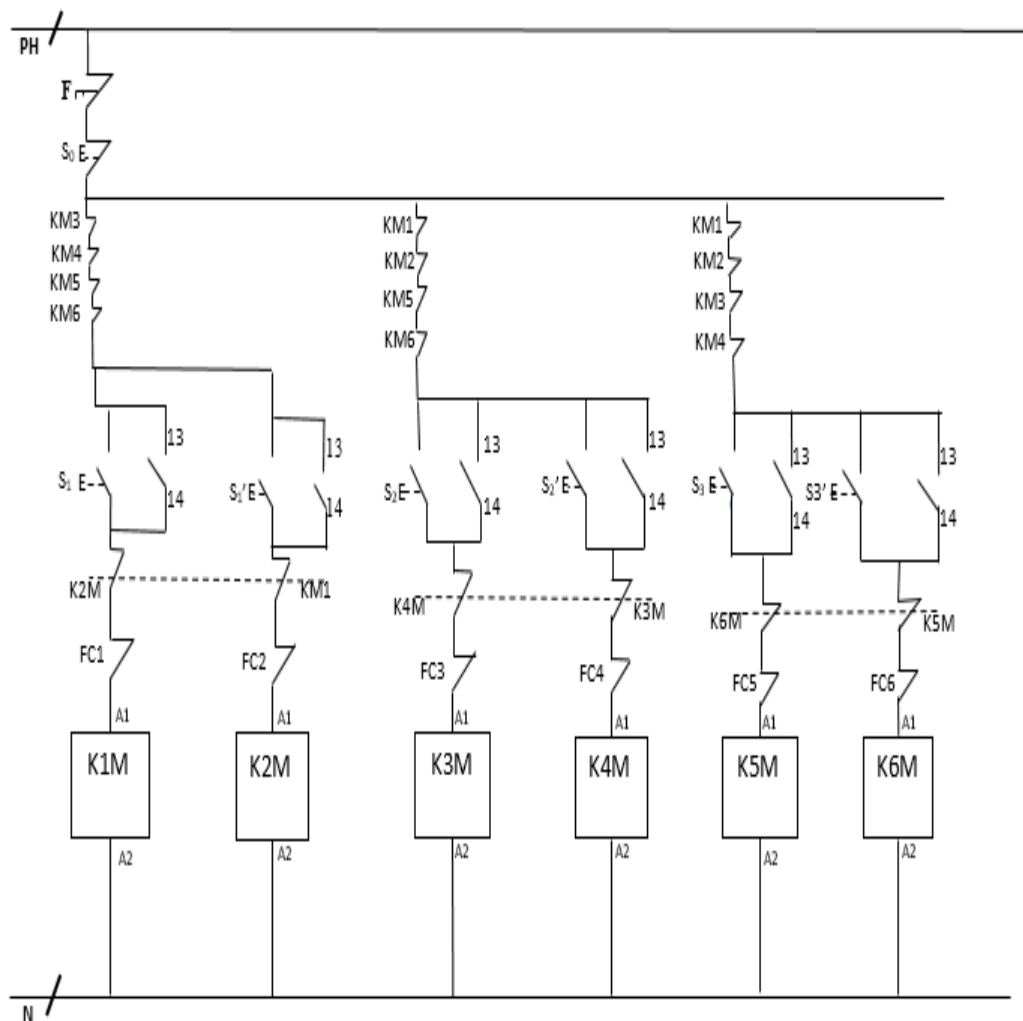 PH
F
S₀ E
KM3 KM1 KM1
KM4 KM2 KM2
KM5 KM5 KM3
KM6 KM6 KM4
13 13 13 13 13 13
S₁ E S₁' E S₂E S₂' E S₃ E S3' E
14 14 14 14 14 14
K2M KM1 K4M K3M K6M K5M
FC1 FC2 FC3 FC4 FC5 FC6
A1 A1 A1 A1 A1 A1
K1M K2M K3M K4M K5M K6M
A2 A2 A2 A2 A2 A2
N